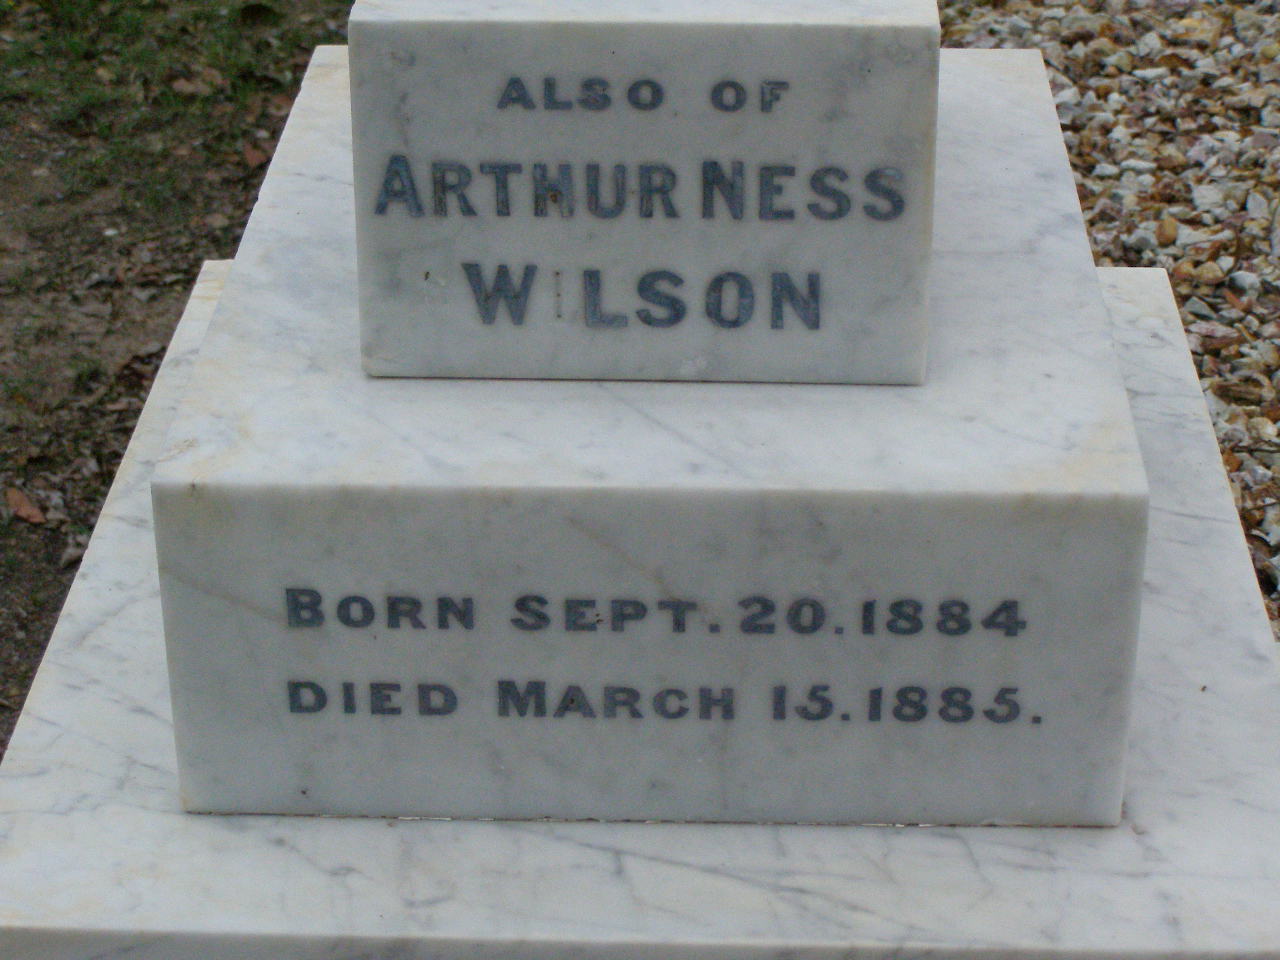 ALSO OF
ARTHUR NESS
WILSON
BORN SEPT. 20. 1884
DIED MARCH 15. 1885.